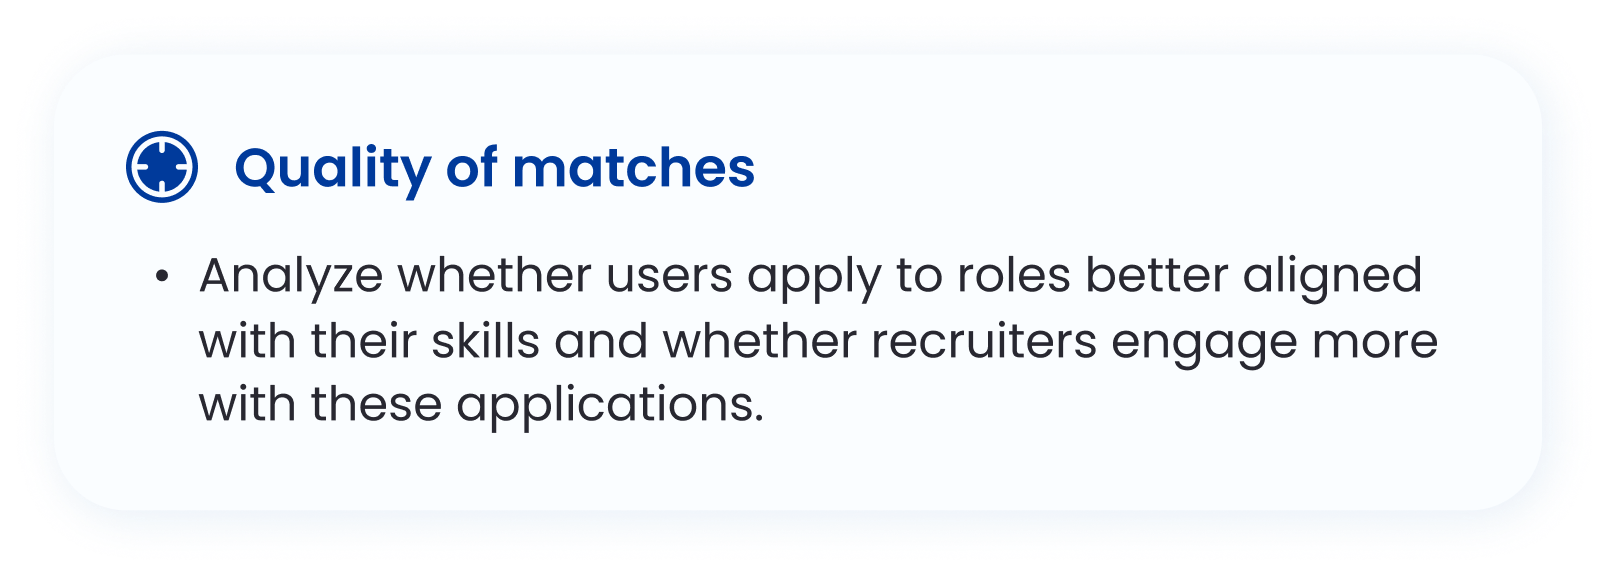 Quality of matches
• Analyze whether users apply to roles better aligned
with their skills and whether recruiters engage more
with these applications.